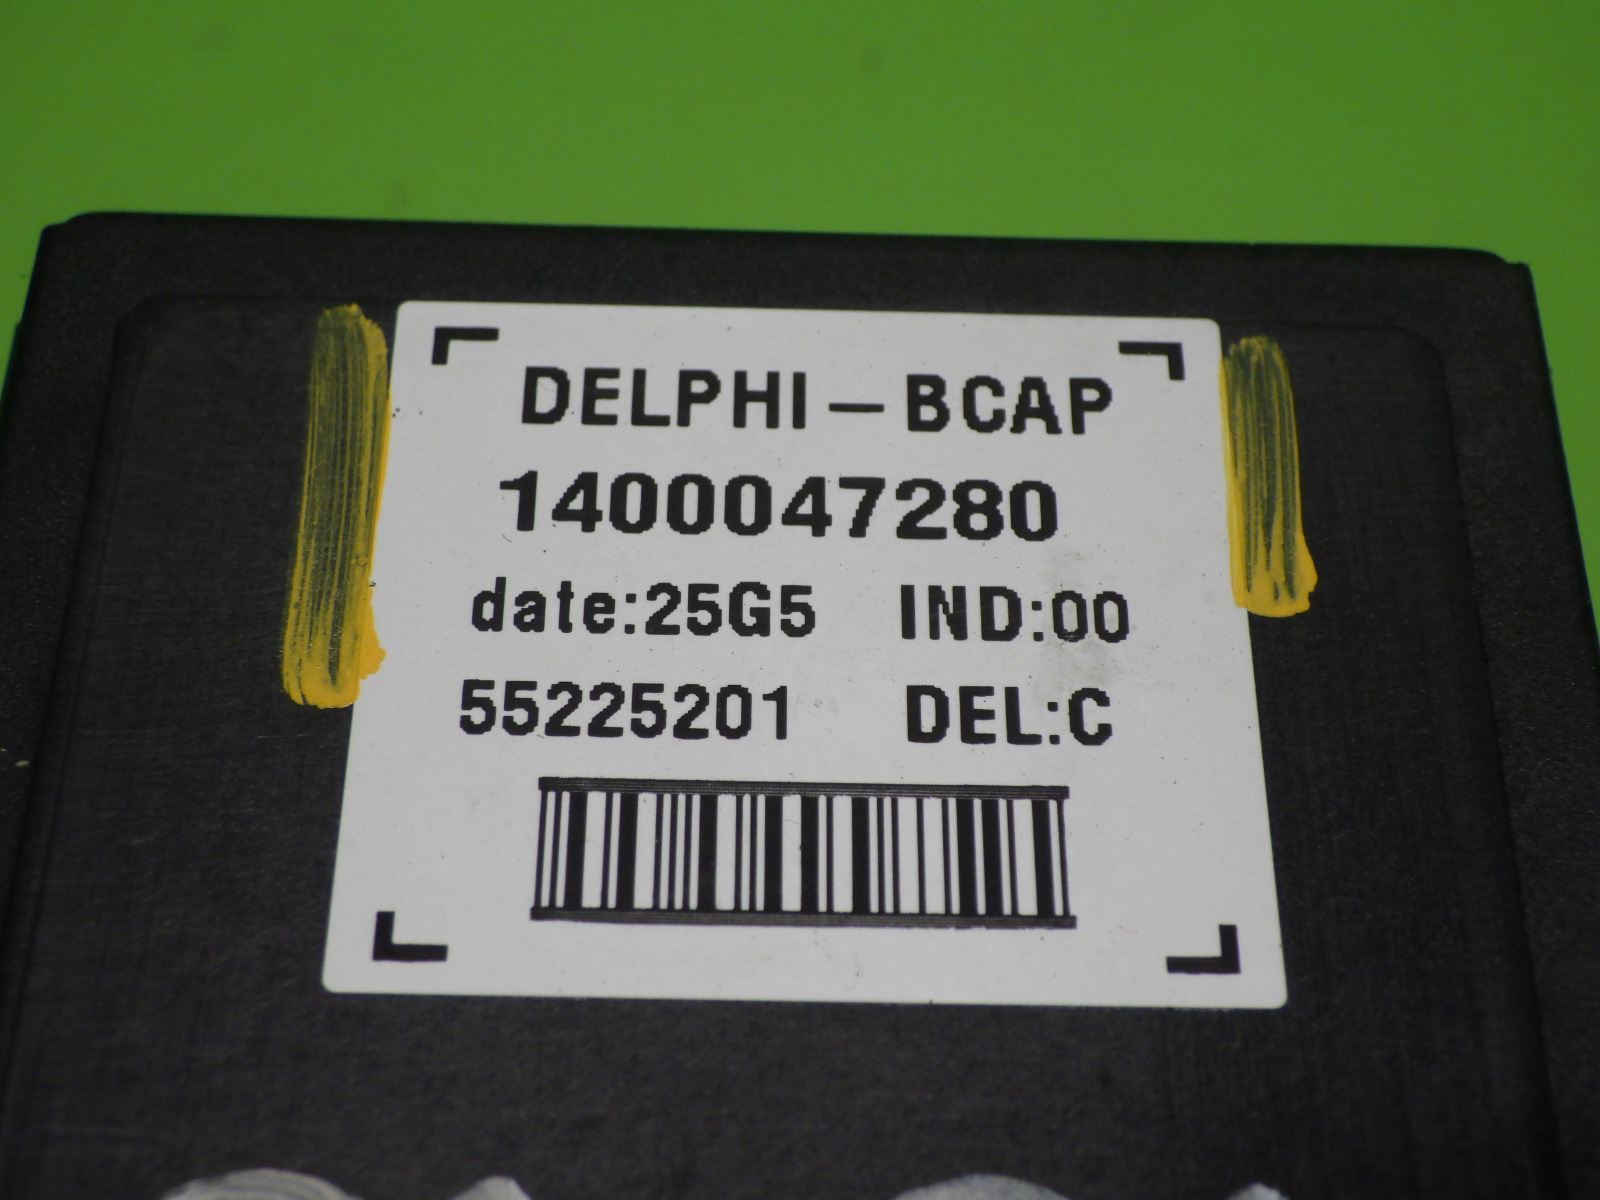 DELPHI-BCAP
1400047280
date:25G5 IND:00
55225201 DEL:C